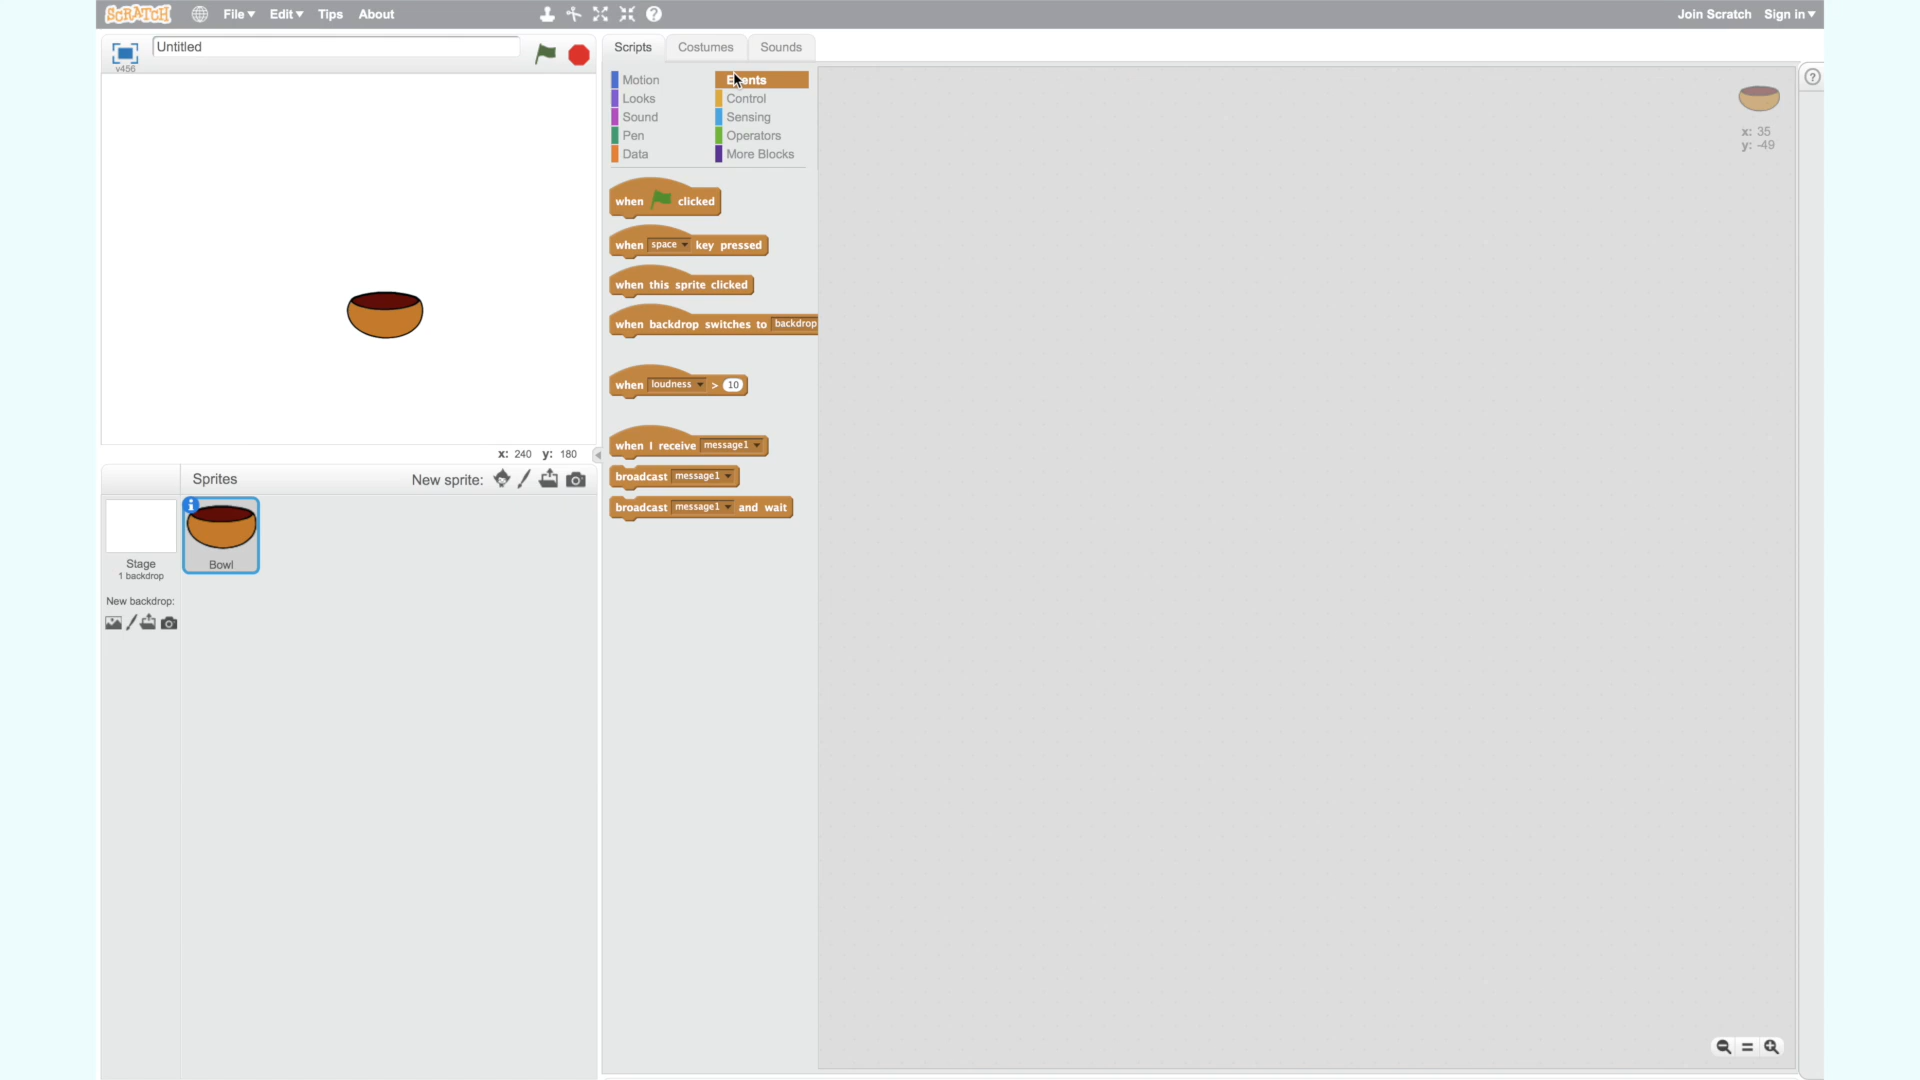 SCRATCH File Edit Tips About Join Scratch Sign in
v456
Untitled
Scripts Costumes Sounds
Motion
Looks
Sound
Pen
Data
Control
Sensing
Operators
More Blocks
when clicked
when space key pressed
when this sprite clicked
when backdrop switches to backdrop
when loudness > 10
when I receive message1
broadcast message1
broadcast message1 and wait
x: 35
y: -49
x: 240 y: 180
Sprites New sprite:
Stage
1 backdrop
New backdrop:
Bowl